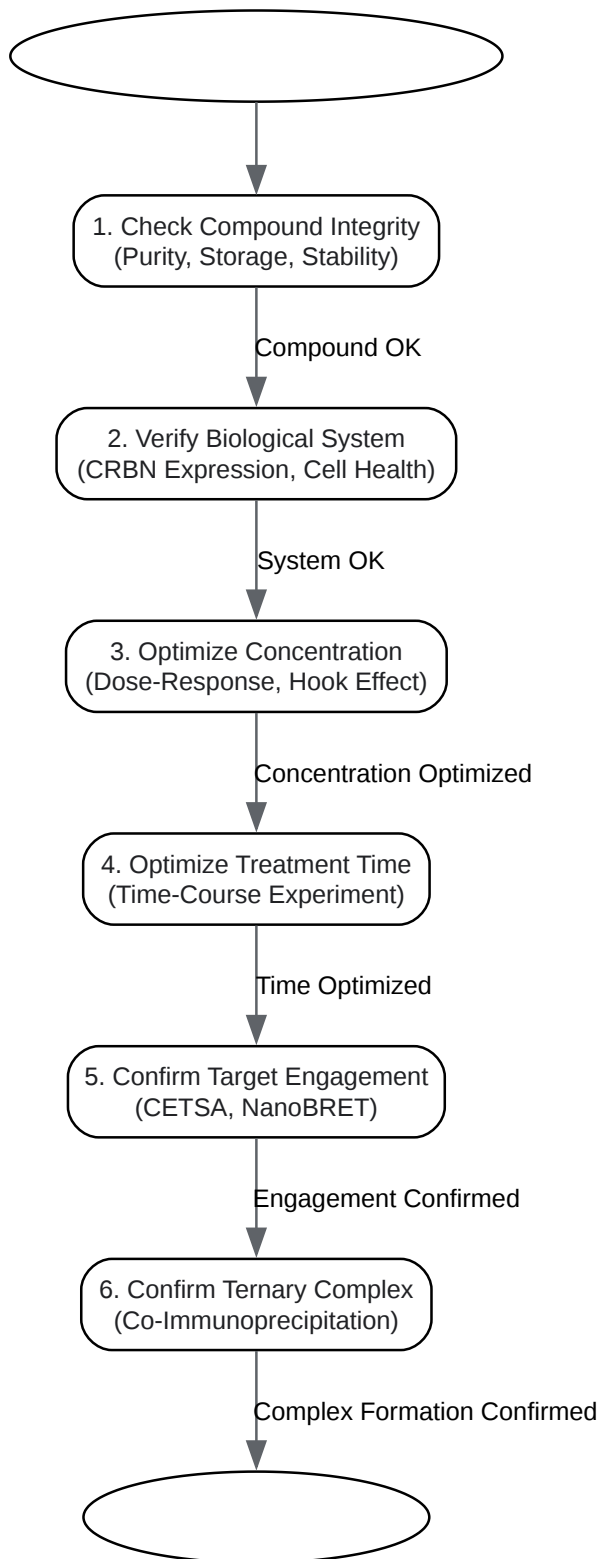 1. Check Compound Integrity
(Purity, Storage, Stability)
Compound OK
2. Verify Biological System
(CRBN Expression, Cell Health)
System OK
3. Optimize Concentration
(Dose-Response, Hook Effect)
Concentration Optimized
4. Optimize Treatment Time
(Time-Course Experiment)
Time Optimized
5. Confirm Target Engagement
(CETSA, NanoBRET)
Engagement Confirmed
6. Confirm Ternary Complex
(Co-Immunoprecipitation)
Complex Formation Confirmed